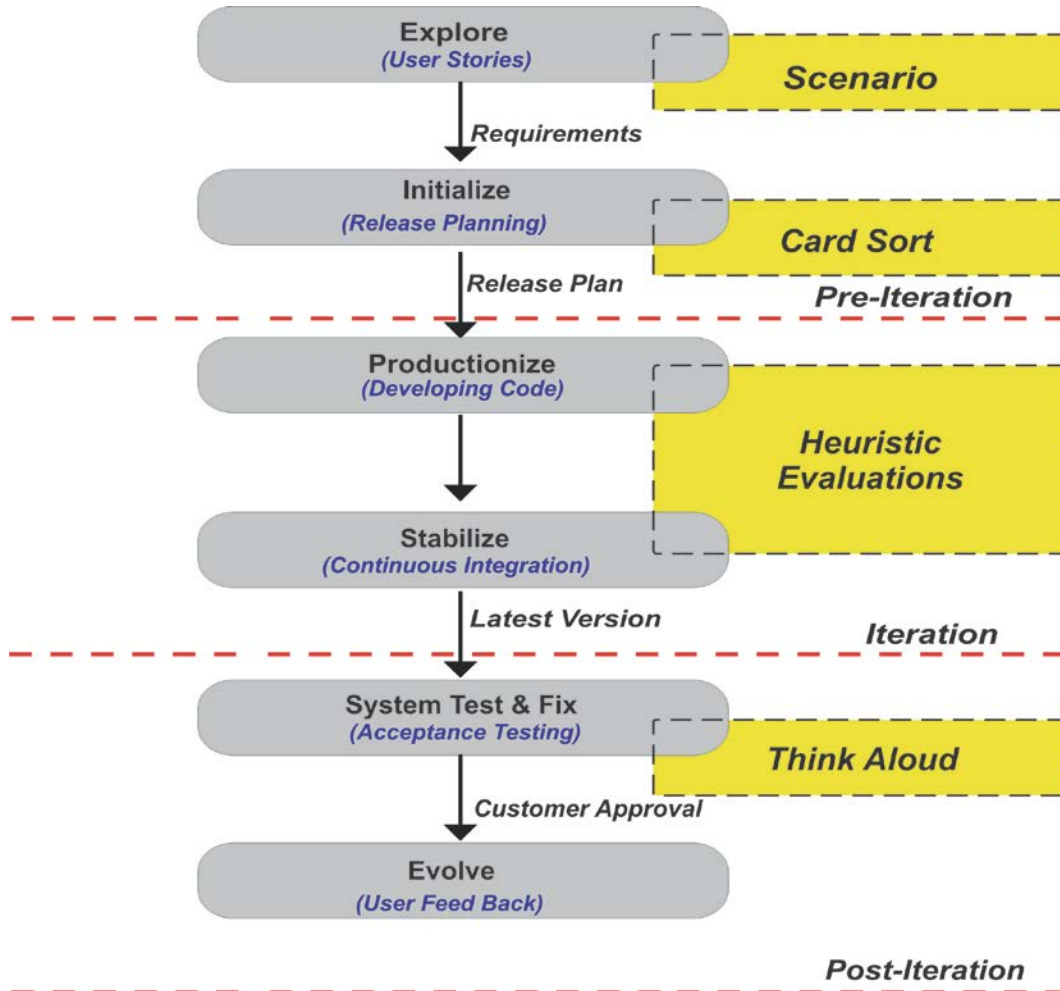 Explore
(User Stories)
Scenario
Requirements
Initialize
(Release Planning)
Card Sort
Release Plan
Pre-Iteration
Productionize
(Developing Code)
Heuristic
Evaluations
Stabilize
(Continuous Integration)
Latest Version
Iteration
System Test & Fix
(Acceptance Testing)
Think Aloud
Customer Approval
Evolve
(User Feed Back)
Post-Iteration